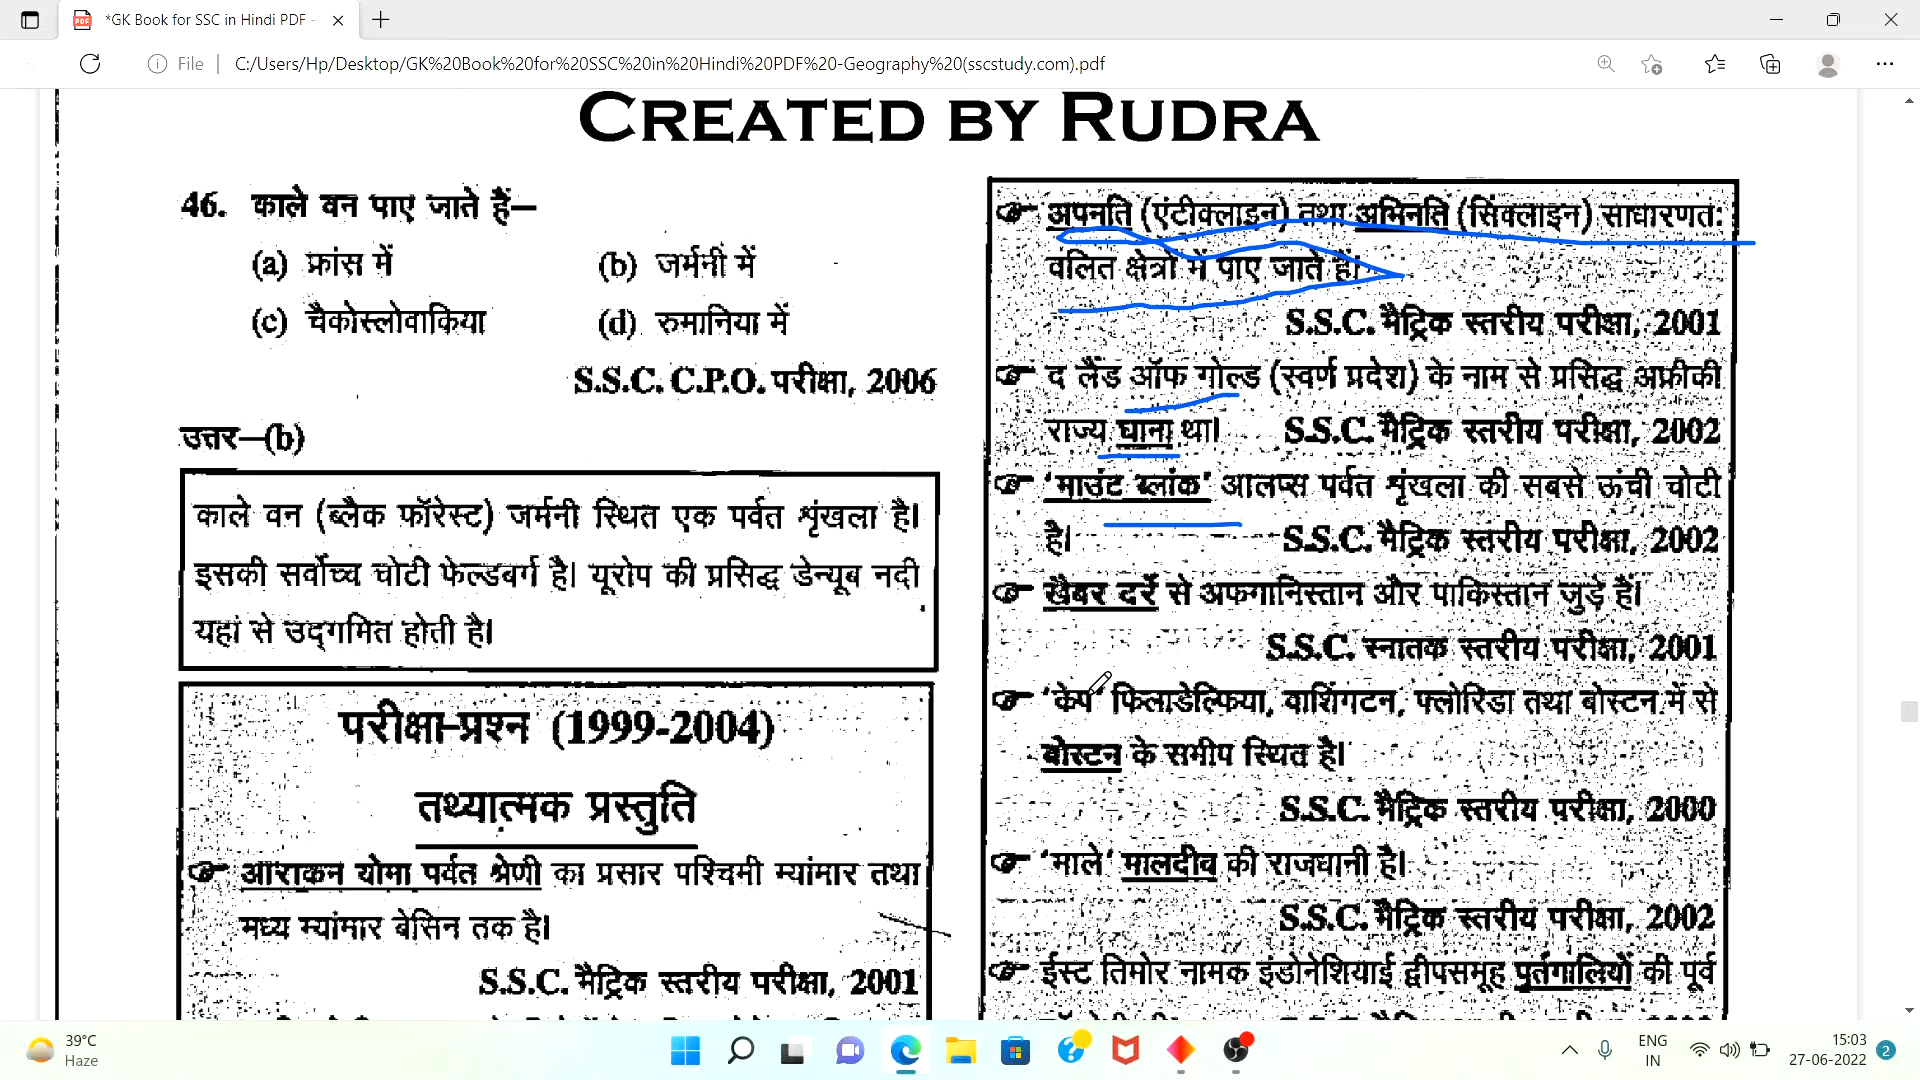 *GK Book for SSC in Hindi PDF -
File
C:/Users/Hp/Desktop/GK%20Book%20for%20SSC%20in%20Hindi%20PDF%20-Geography%20(sscstudy.com).pdf
CREATED BY RUDRA
46. काले वन पाए जाते हैं—
(a) फ्रांस में (b) जर्मनी में
(c) चैकोस्लोवाकिया (d) रुमानिया में
S.S.C. C.P.O. परीक्षा, 2006
उत्तर—(b)
काले वन (ब्लैक फॉरेस्ट) जर्मनी स्थित एक पर्वत शृंखला है।
इसकी सर्वोच्च चोटी फेल्डबर्ग है। यूरोप की प्रसिद्ध डेन्यूब नदी
यहां से उद्गमित होती है।
परीक्षा-प्रश्न (1999-2004)
तथ्यात्मक प्रस्तुति
आराकन योमा पर्वत श्रेणी का प्रसार पश्चिमी म्यांमार तथा
मध्य म्यांमार बेसिन तक है।
S.S.C. मैट्रिक स्तरीय परीक्षा, 2001
अपनति (एंटीक्लाइन) तथा अभिनति (सिंक्लाइन) साधारणत:
वलित क्षेत्रों में पाए जाते हैं।
S.S.C. मैट्रिक स्तरीय परीक्षा, 2001
द लैंड ऑफ गोल्ड (स्वर्ण प्रदेश) के नाम से प्रसिद्ध अफ्रीकी
राज्य घाना था। S.S.C. मैट्रिक स्तरीय परीक्षा, 2002
'माउंट ब्लांक' आलप्स पर्वत शृंखला की सबसे ऊंची चोटी
है। S.S.C. मैट्रिक स्तरीय परीक्षा, 2002
खैबर दर्रे से अफगानिस्तान और पाकिस्तान जुड़े हैं।
S.S.C. स्नातक स्तरीय परीक्षा, 2001
'केप' फिलाडेल्फिया, वाशिंगटन, फ्लोरिडा तथा बोस्टन में से
बोस्टन के समीप स्थित है।
S.S.C. मैट्रिक स्तरीय परीक्षा, 2000
'माले' मालदीव की राजधानी है।
S.S.C. मैट्रिक स्तरीय परीक्षा, 2002
ईस्ट तिमोर नामक इंडोनेशियाई द्वीपसमूह पुर्तगालियों की पूर्व
39°C
Haze
ENG
IN
15:03
27-06-2022
2